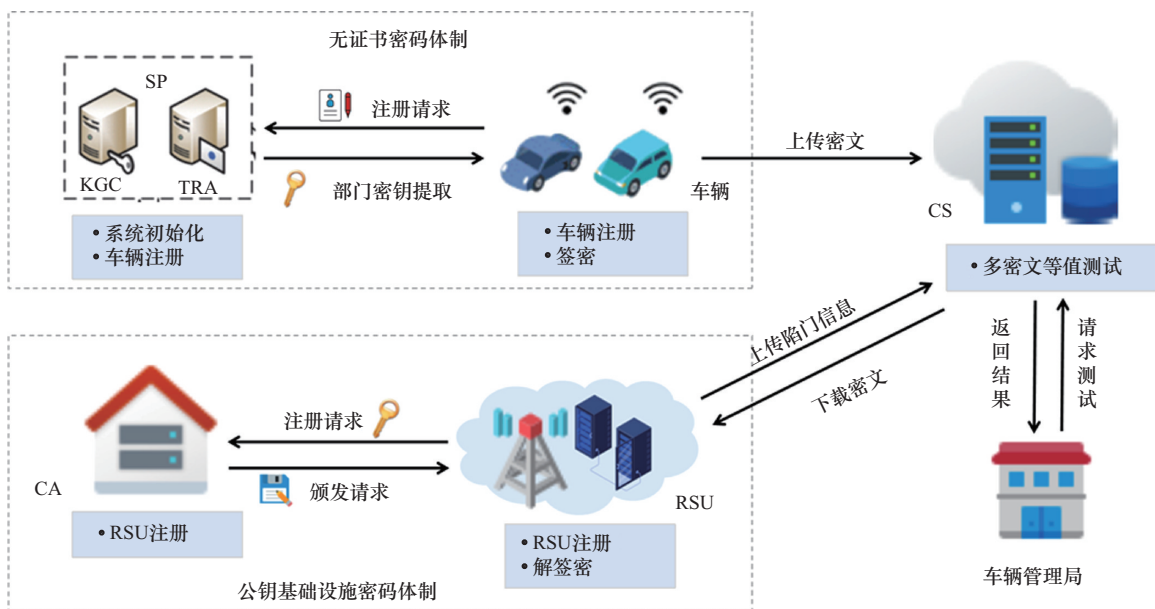 无证书密码体制
SP
KGC
TRA
注册请求
部门密钥提取
车辆
• 系统初始化
• 车辆注册
• 车辆注册
• 签密
上传密文
CS
• 多密文等值测试
上传陷门信息
下载密文
返回结果
请求测试
车辆管理局
CA
注册请求
颁发请求
RSU
• RSU注册
• RSU注册
• 解签密
公钥基础设施密码体制